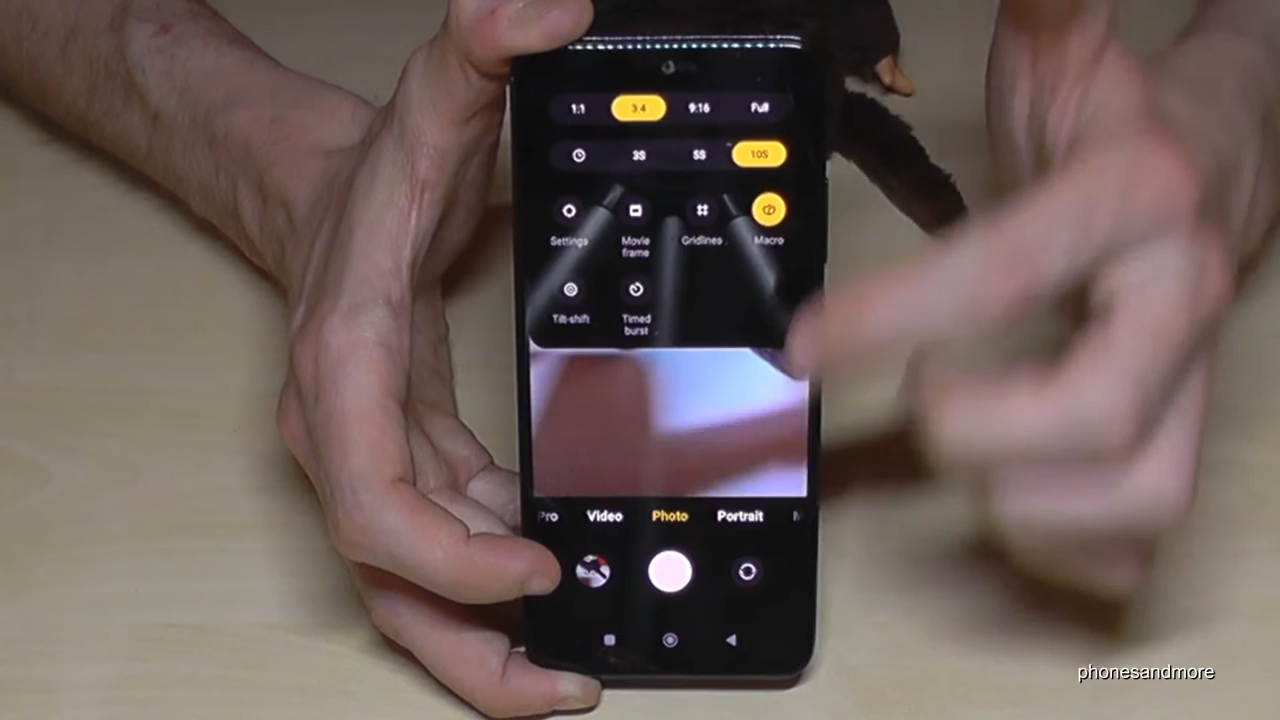 1:1 3:4 9:16 Full
3S 5S 10S
Settings Movie frame Gridlines Macro
Tilt-shift Timed burst
Pro Video Photo Portrait
phonesandmore